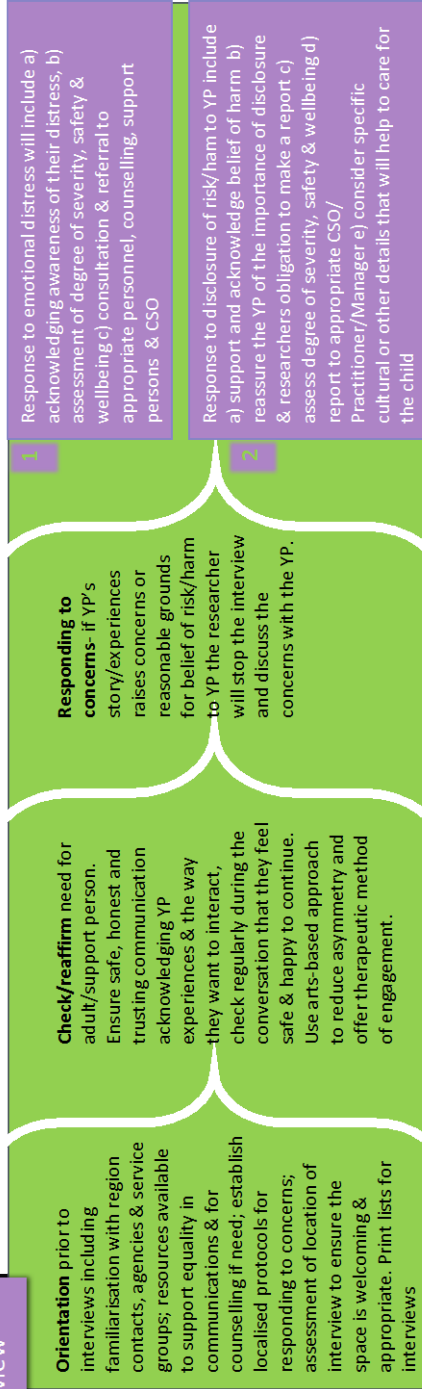 view
Orientation prior to
interviews including
familiarisation with region
contacts, agencies & service
groups; resources available
to support equality in
communications & for
counselling if need; establish
localised protocols for
responding to concerns;
assessment of location of
interview to ensure the
space is welcoming &
appropriate. Print lists for
interviews
Check/reaffirm need for
adult/support person.
Ensure safe, honest and
trusting communication
acknowledging YP
experiences & the way
they want to interact,
check regularly during the
conversation that they feel
safe & happy to continue.
Use arts-based approach
to reduce asymmetry and
offer therapeutic method
of engagement.
Responding to
concerns- if YP's
story/experiences
raises concerns or
reasonable grounds
for belief of risk/harm
to YP the researcher
will stop the interview
and discuss the
concerns with the YP.
1
Response to emotional distress will include a)
acknowledging awareness of their distress, b)
assessment of degree of severity, safety &
wellbeing c) consultation & referral to
appropriate personnel, counselling, support
persons & CSO
2
Response to disclosure of risk/ham to YP include
a) support and acknowledge belief of harm b)
reassure the YP of the importance of disclosure
& researchers obligation to make a report c)
assess degree of severity, safety & wellbeing d)
report to appropriate CSO/
Practitioner/Manager e) consider specific
cultural or other details that will help to care for
the child